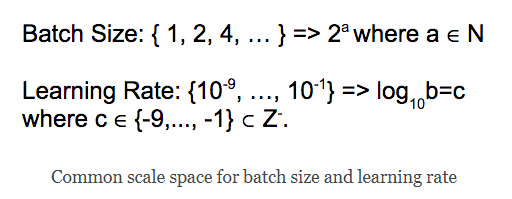 Batch Size: { 1, 2, 4, … } => 2ᵃ where a ϵ N
Learning Rate: {10⁻⁹, …, 10⁻¹} => log₁₀b=c
where c ϵ {-9,..., -1} ⊂ Z⁻.
Common scale space for batch size and learning rate